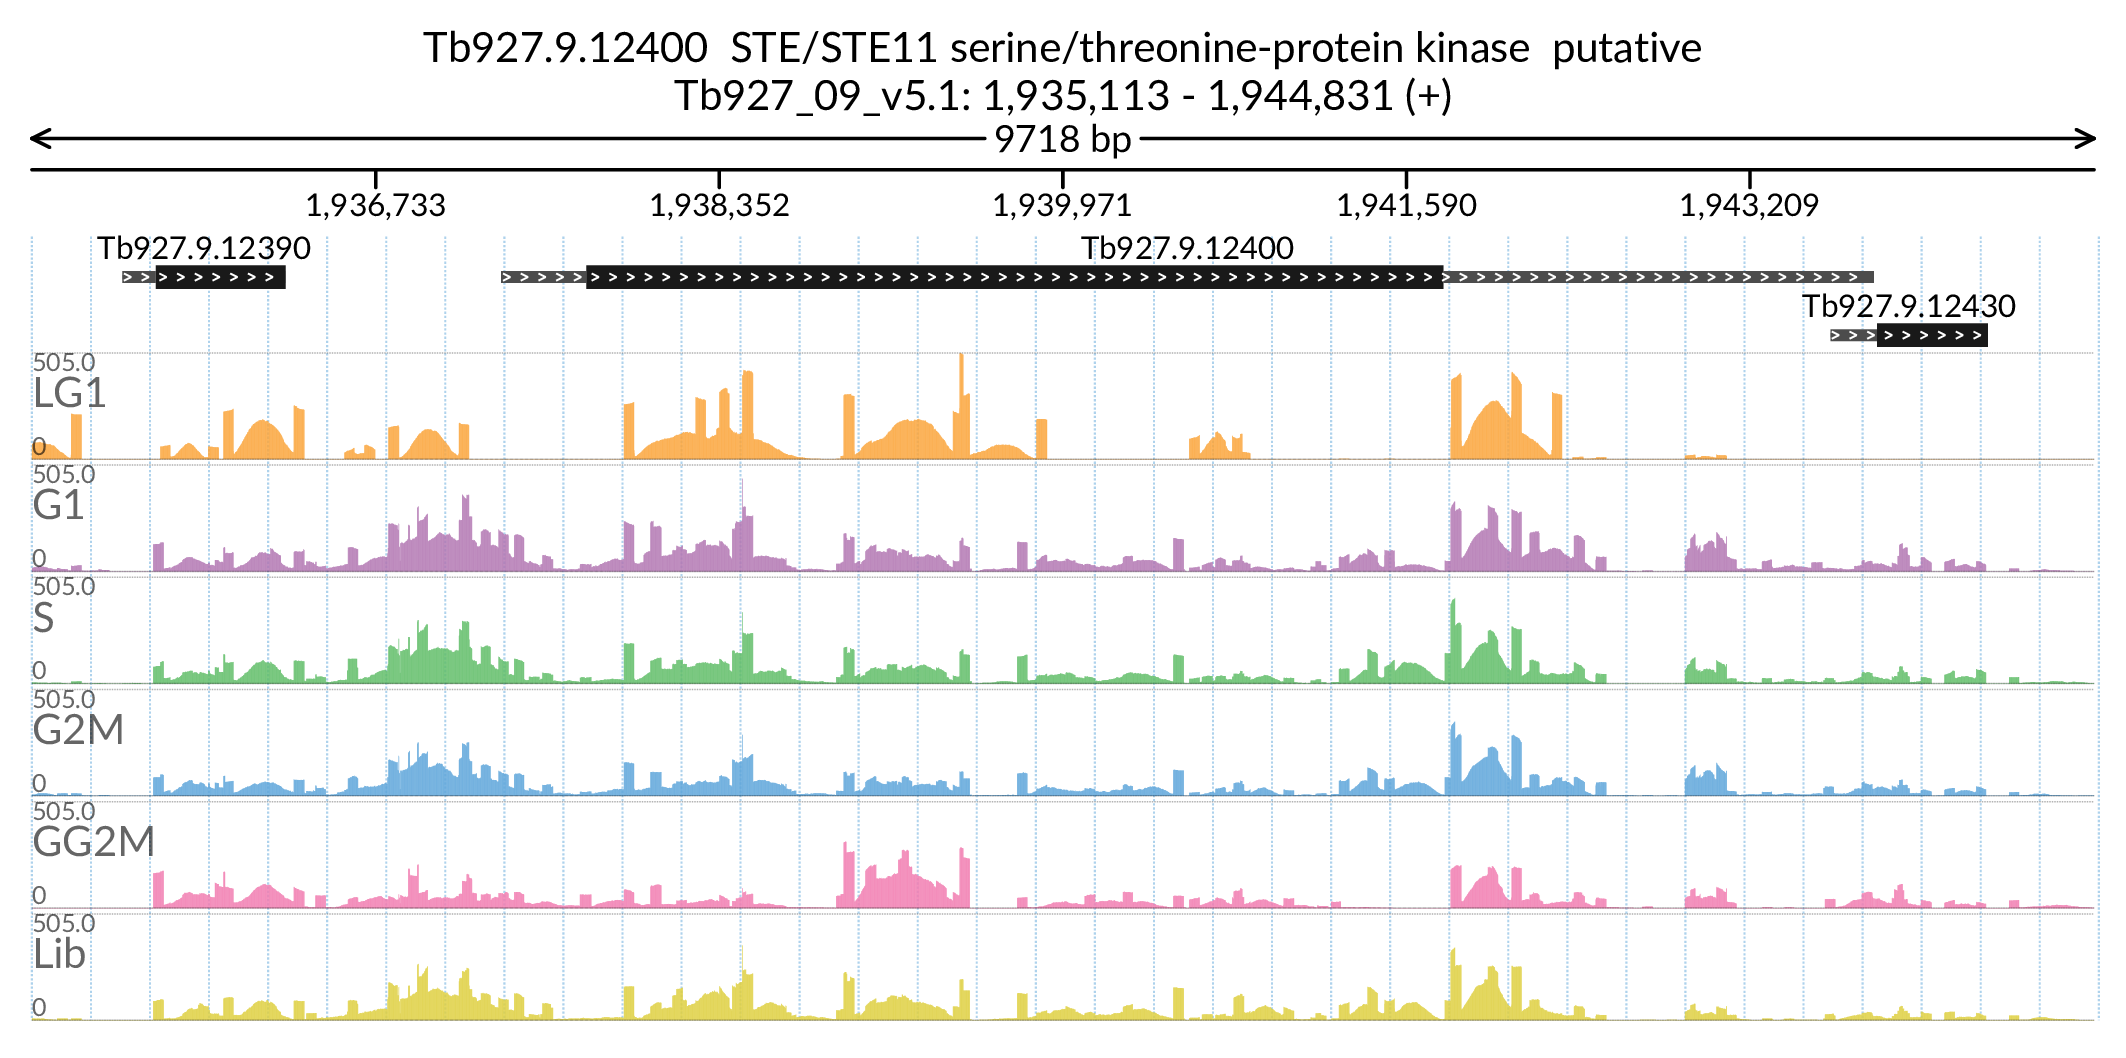 Tb927.9.12400  STE/STE11 serine/threonine-protein kinase  putative
Tb927_09_v5.1: 1,935,113 - 1,944,831 (+)
9718 bp
1,936,733 1,938,352 1,939,971 1,941,590 1,943,209
Tb927.9.12390 Tb927.9.12400
Tb927.9.12430
505.0
LG1
0
505.0
G1
0
505.0
S
0
505.0
G2M
0
505.0
GG2M
0
505.0
Lib
0